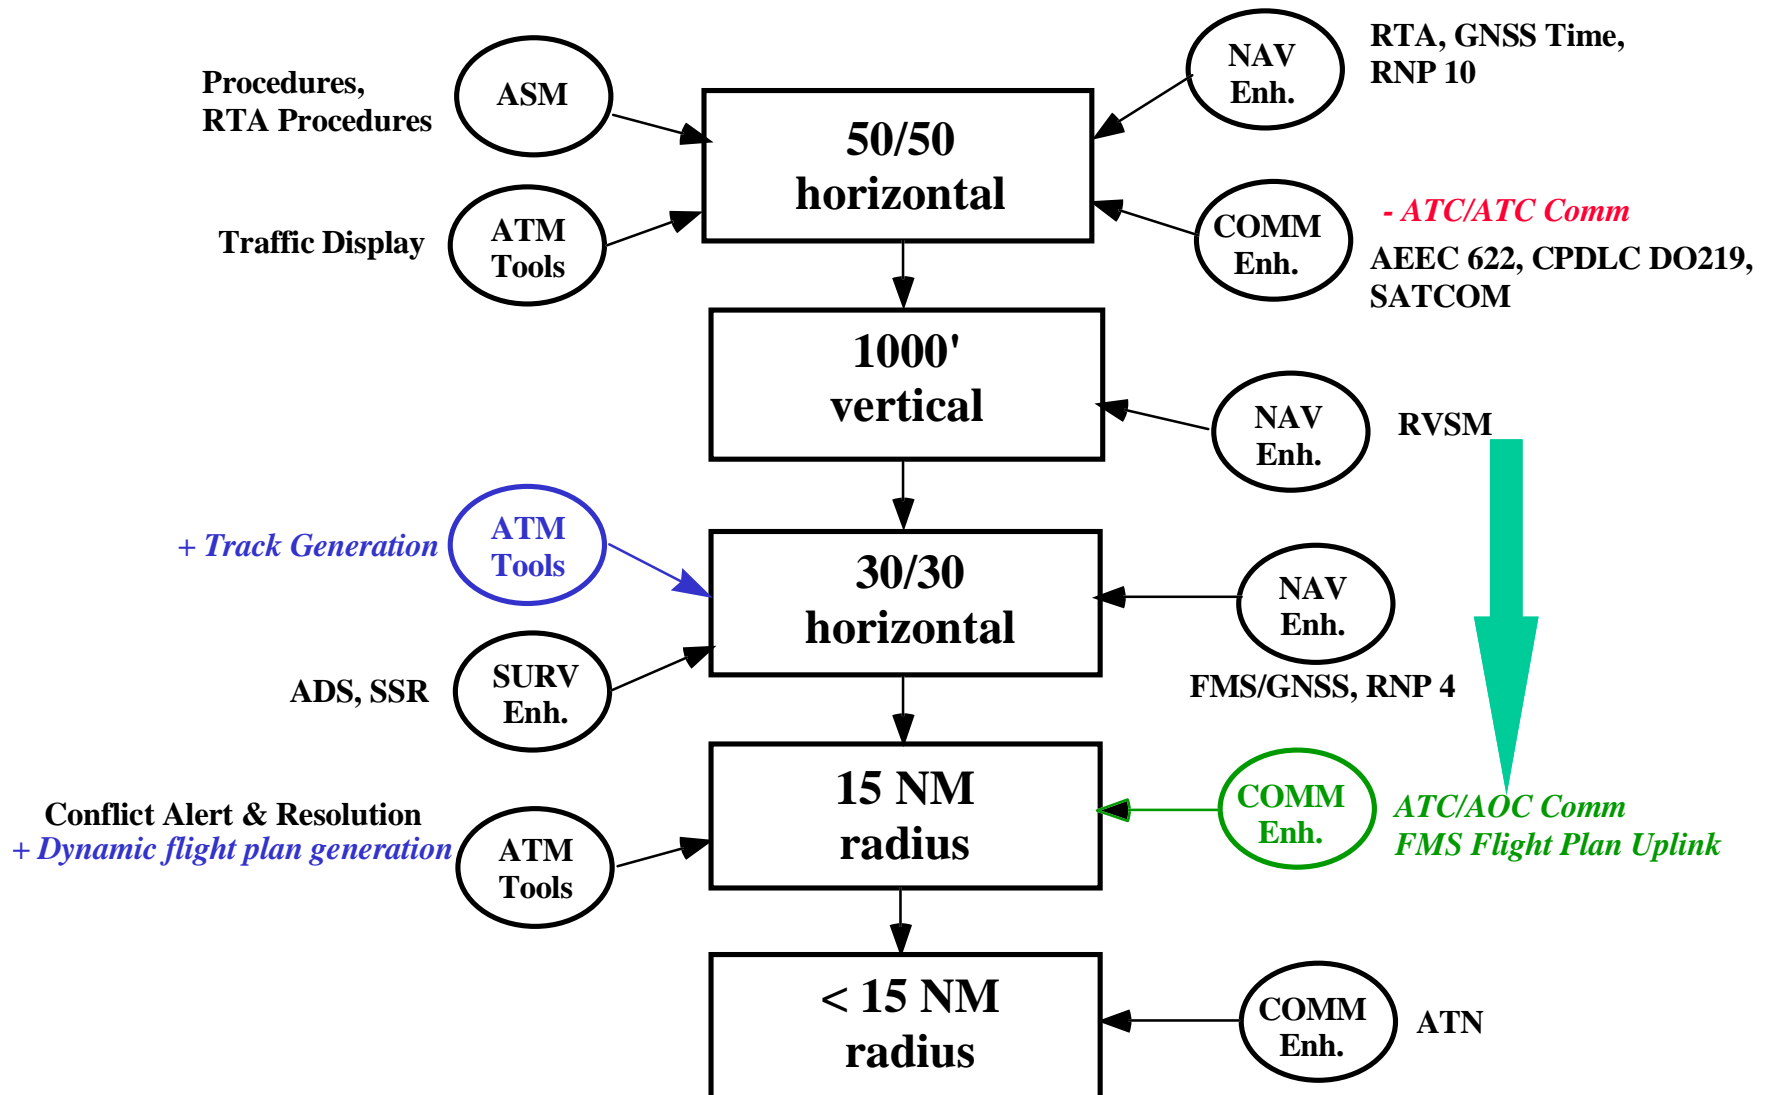 Procedures,
RTA Procedures
ASM
NAV
Enh.
RTA, GNSS Time,
RNP 10
50/50
horizontal
Traffic Display
ATM
Tools
COMM
Enh.
- ATC/ATC Comm
AEEC 622, CPDLC DO219,
SATCOM
1000'
vertical
NAV
Enh.
RVSM
+ Track Generation
ATM
Tools
30/30
horizontal
NAV
Enh.
FMS/GNSS, RNP 4
ADS, SSR
SURV
Enh.
15 NM
radius
COMM
Enh.
ATC/AOC Comm
FMS Flight Plan Uplink
Conflict Alert & Resolution
+ Dynamic flight plan generation
ATM
Tools
< 15 NM
radius
COMM
Enh.
ATN